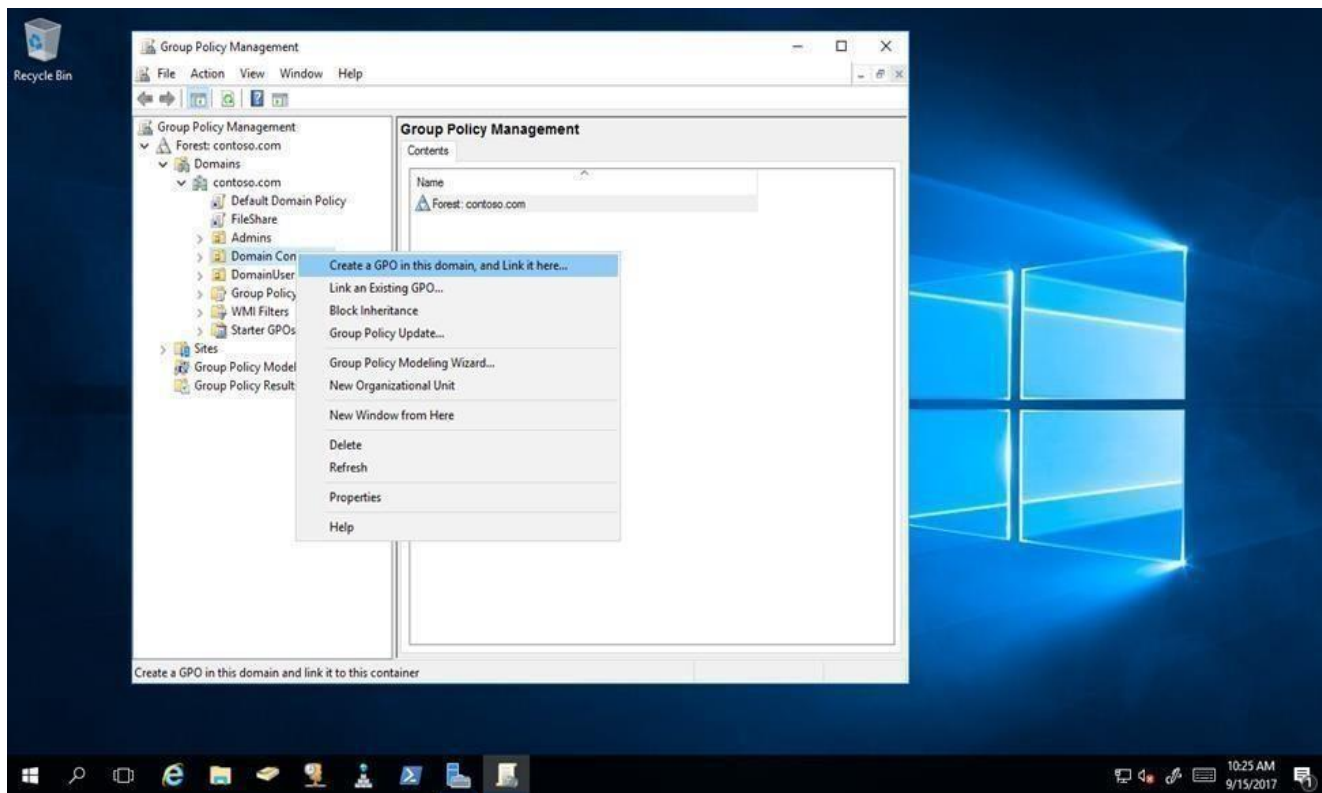 Recycle Bin
Group Policy Management
File Action View Window Help
Group Policy Management
Forest: contoso.com
Domains
contoso.com
Default Domain Policy
FileShare
Admins
Domain Con
DomainUser
Group Policy
WMI Filters
Starter GPOs
Sites
Group Policy Model
Group Policy Result
Group Policy Management
Contents
Name
Forest: contoso.com
Create a GPO in this domain, and Link it here...
Link an Existing GPO...
Block Inheritance
Group Policy Update...
Group Policy Modeling Wizard...
New Organizational Unit
New Window from Here
Delete
Refresh
Properties
Help
Create a GPO in this domain and link it to this container
10:25 AM
9/15/2017
1